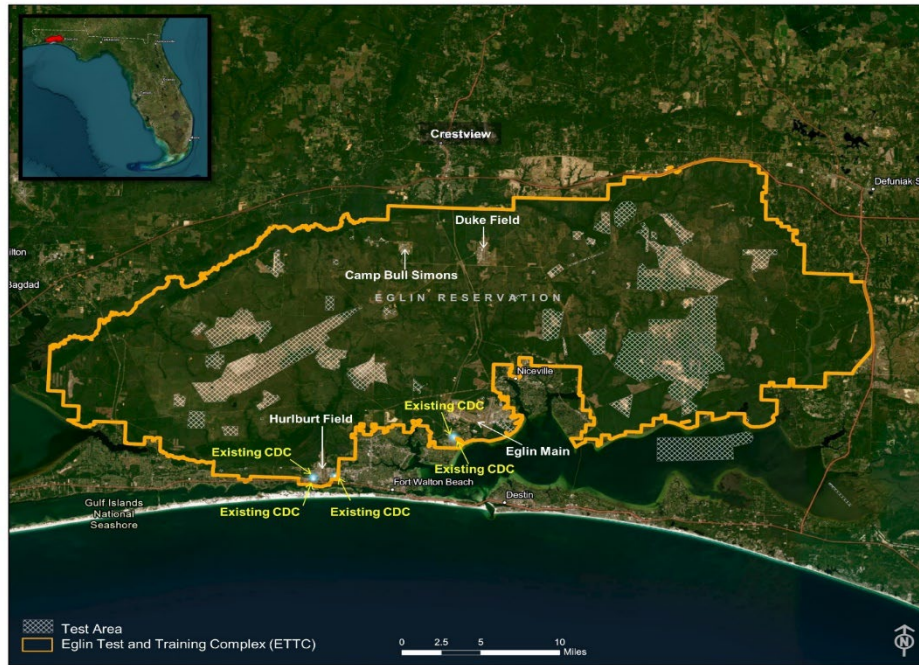 Crestview
Defuniak S
Duke Field
ilton
Bagdad
Camp Bull Simons
EGLIN RESERVATION
Niceville
Existing CDC
Hurlburt Field
Existing CDC
Eglin Main
Existing CDC
Fort Walton Beach
Destin
Gulf Islands
National
Seashore
Existing CDC
Existing CDC
Test Area
Eglin Test and Training Complex (ETTC)
0 2.5 5 10
Miles
N